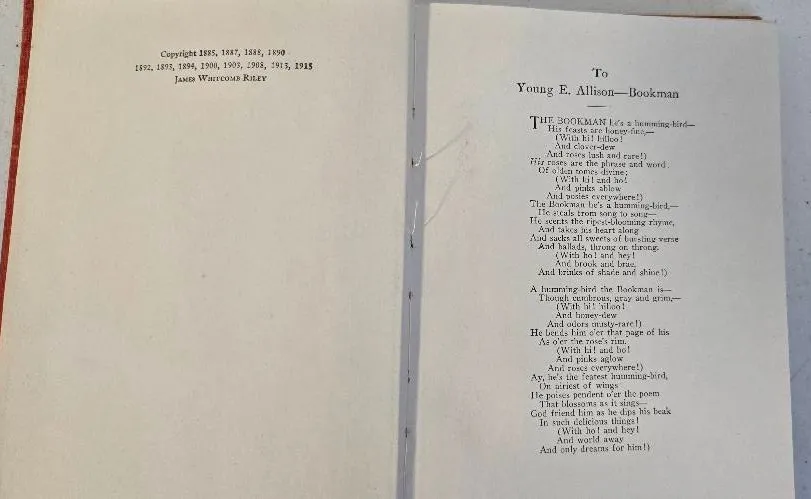 Copyright 1885, 1887, 1888, 1890
1892, 1893, 1894, 1900, 1903, 1908, 1913, 1915
James Whitcomb Riley
To
Young E. Allison—Bookman
THE BOOKMAN he's a humming-bird—
His feasts are honey-fine,—
(With hi! hilloo!
And clover-dew
And roses lush and rare!)
His roses are the phrase and word
Of olden tomes divine;
(With hi! and ho!
And pinks ablow
And posies everywhere!)
The Bookman he's a humming-bird,—
He steals from song to song—
He scents the ripest-blooming rhyme,
And takes his heart along
And sacks all sweets of bursting verse
And ballads, throng on throng.
(With ho! and hey!
And brook and brae,
And brinks of shade and shine!)
A humming-bird the Bookman is—
Though cumbrous, gray and grim,—
(With hi! hilloo!
And honey-dew
And odors musty-rare!)
He bends him o'er that page of his
As o'er the rose's rim.
(With hi! and ho!
And pinks aglow
And roses everywhere!)
Ay, he's the featest humming-bird,
On airiest of wings
He poises pendent o'er the poem
That blossoms as it sings—
God friend him as he dips his beak
In such delicious things!
(With ho! and hey!
And world away
And only dreams for him!)